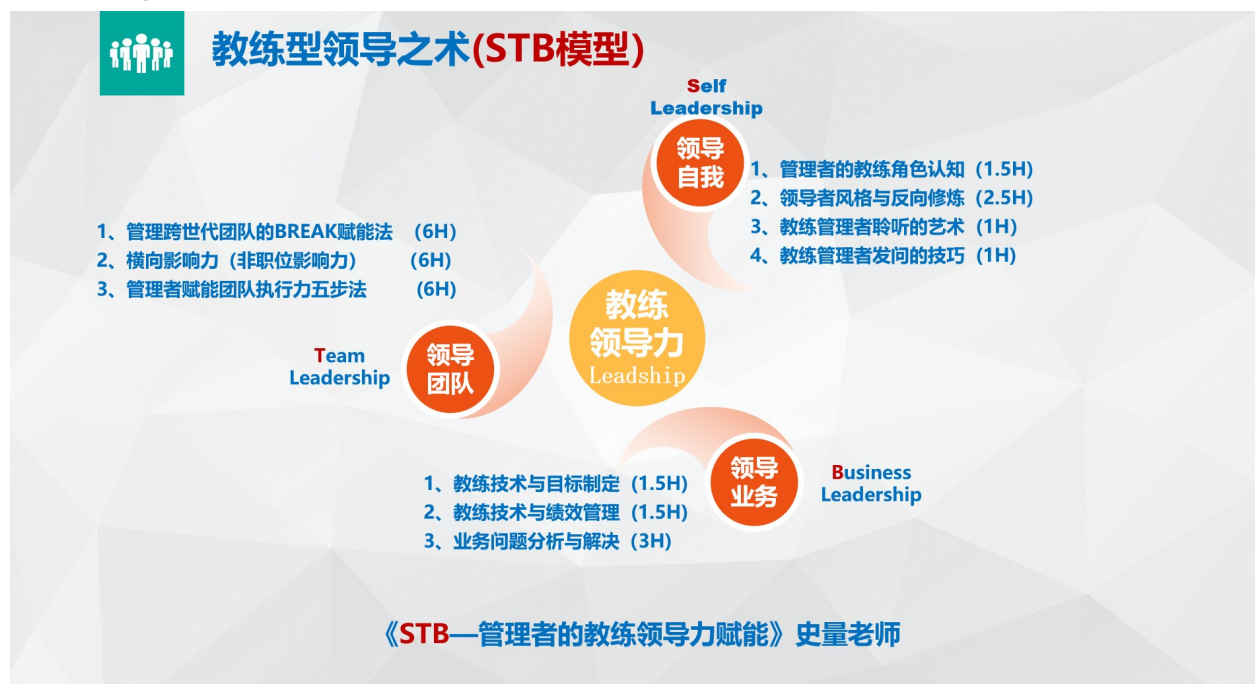 教练型领导之术(STB模型)
Self
Leadership
领导
自我
1、管理者的教练角色认知（1.5H）
2、领导者风格与反向修炼（2.5H）
3、教练管理者聆听的艺术（1H）
4、教练管理者发问的技巧（1H）
1、管理跨世代团队的BREAK赋能法 （6H）
2、横向影响力（非职位影响力） （6H）
3、管理者赋能团队执行力五步法 （6H）
Team
Leadership
领导
团队
教练
领导力
Leadship
领导
业务
Business
Leadership
1、教练技术与目标制定（1.5H）
2、教练技术与绩效管理（1.5H）
3、业务问题分析与解决（3H）
《STB—管理者的教练领导力赋能》史量老师